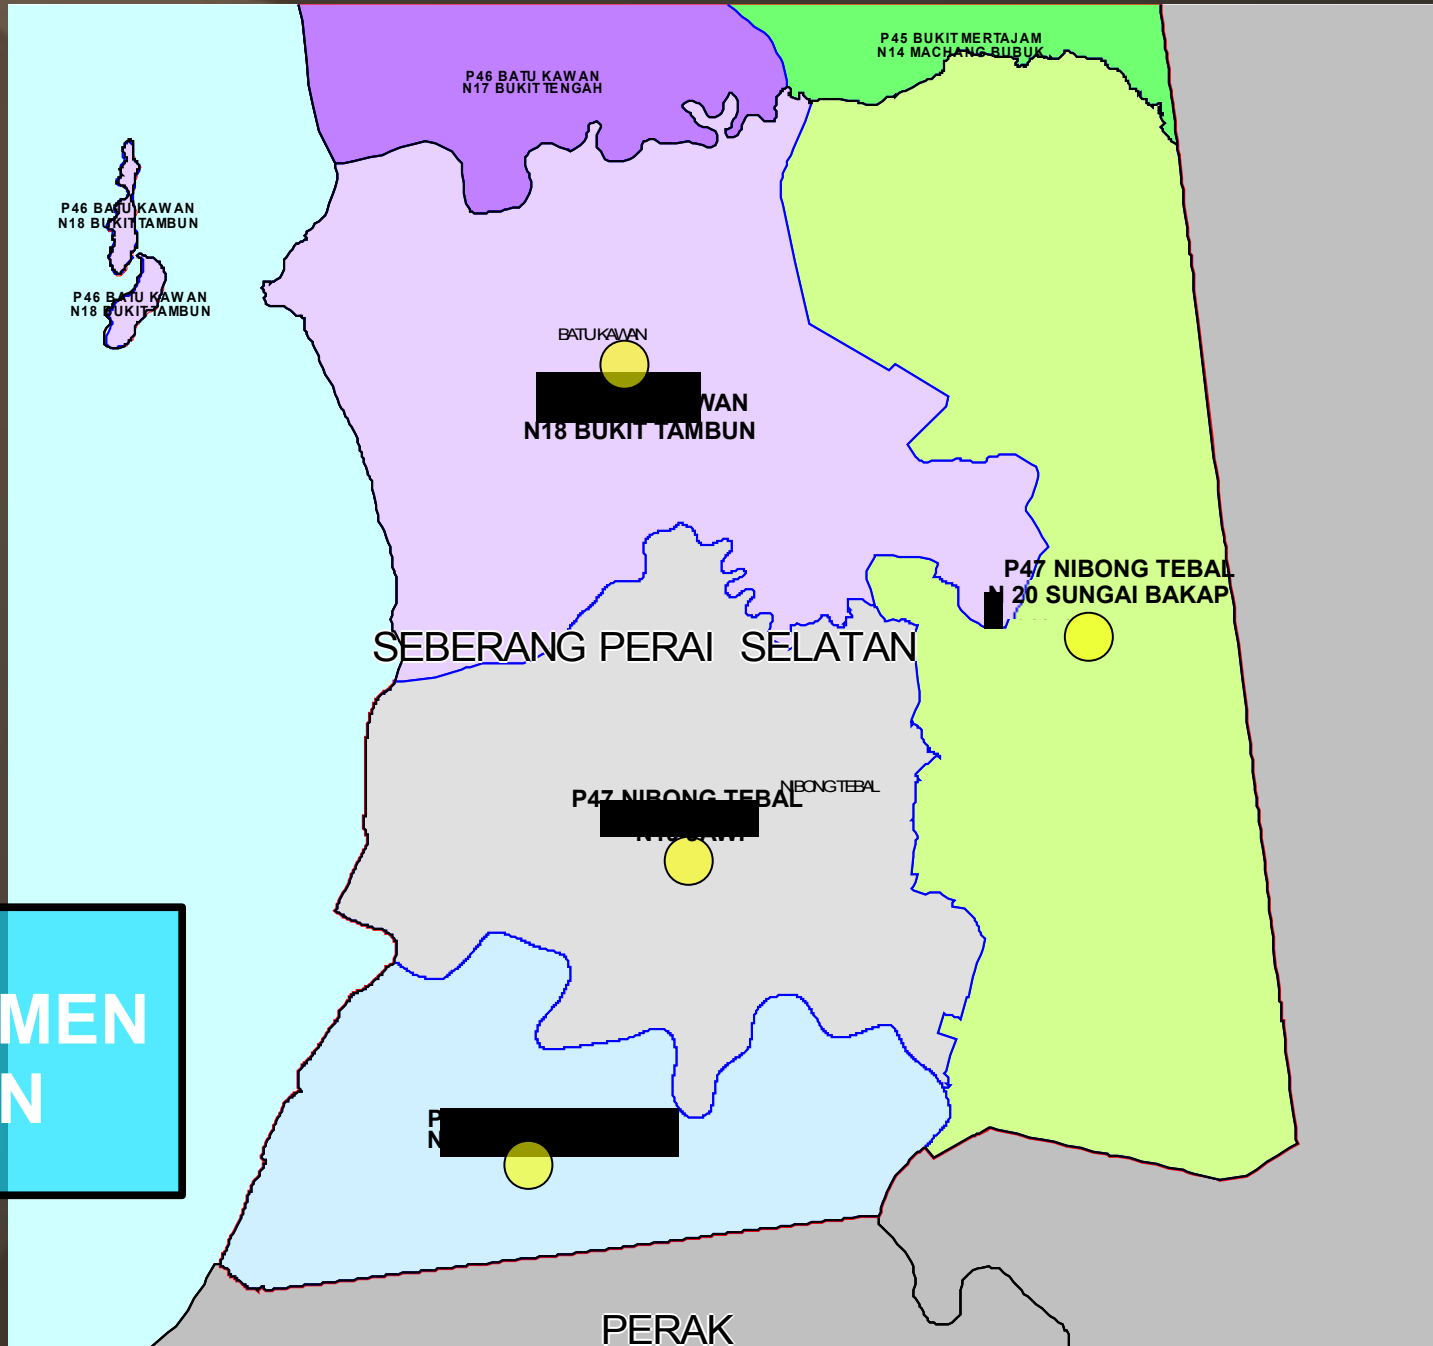 P45 BUKIT MERTAJAM
N14 MACHANG BUBUK
P46 BATU KAWAN
N17 BUKIT TENGAH
P46 BATU KAWAN
N18 BUKIT TAMBUN
P46 BATU KAWAN
N18 BUKIT TAMBUN
BATU KAWAN
WAN
N18 BUKIT TAMBUN
P47 NIBONG TEBAL
N 20 SUNGAI BAKAP
SEBERANG PERAI SELATAN
NIBONG TEBAL
P47 NIBONG TEBAL
MEN
N
P
N
PERAK